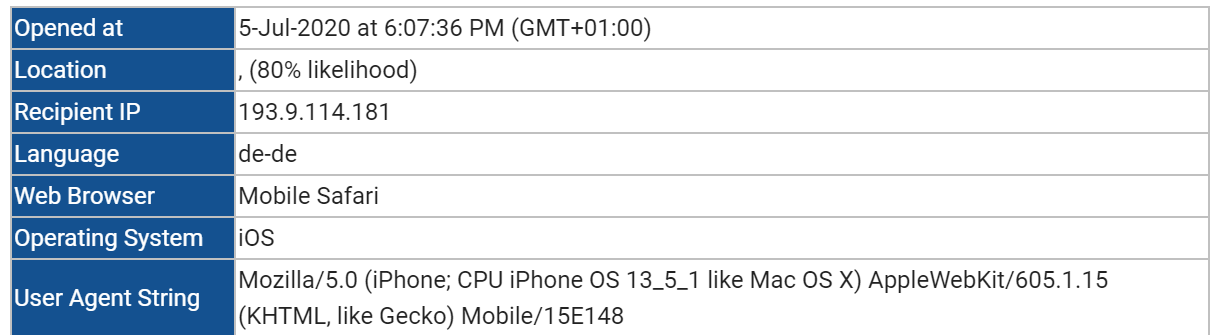 Opened at 5-Jul-2020 at 6:07:36 PM (GMT+01:00)
Location , (80% likelihood)
Recipient IP 193.9.114.181
Language de-de
Web Browser Mobile Safari
Operating System iOS
User Agent String Mozilla/5.0 (iPhone; CPU iPhone OS 13_5_1 like Mac OS X) AppleWebKit/605.1.15
(KHTML, like Gecko) Mobile/15E148